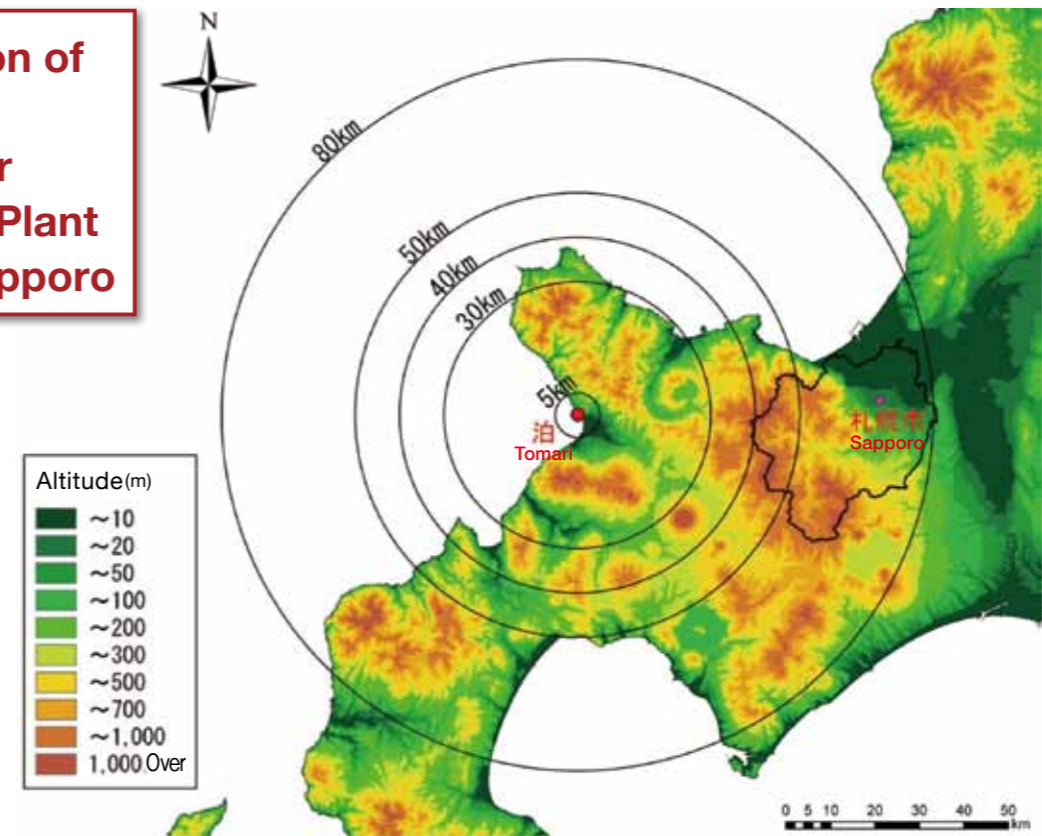 on of
r
Plant
pporo
N
80km
50km
40km
30km
5km
泊
Tomari
札幌市
Sapporo
Altitude(m)
~10
~20
~50
~100
~200
~300
~500
~700
~1,000
1,000 Over
0 5 10 20 30 40 50
km